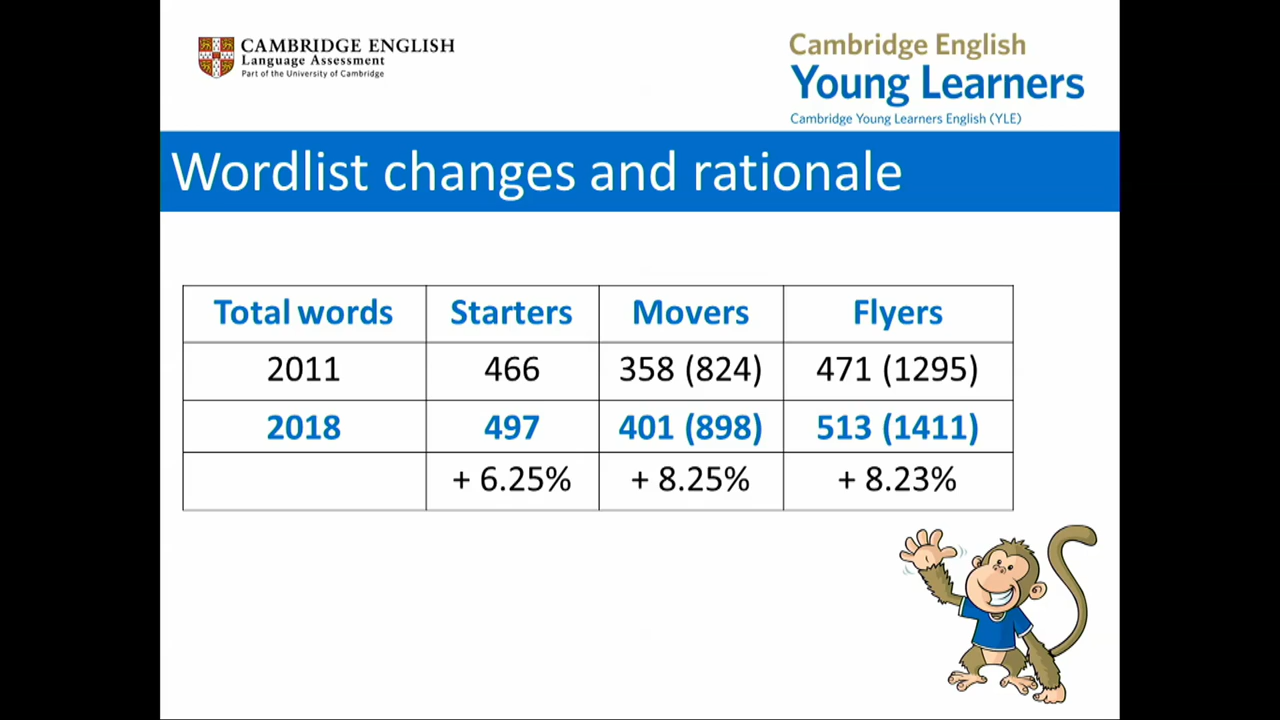 CAMBRIDGE ENGLISH
Language Assessment
Part of the University of Cambridge
Cambridge English
Young Learners
Cambridge Young Learners English (YLE)
Wordlist changes and rationale
Total words Starters Movers Flyers
2011 466 358 (824) 471 (1295)
2018 497 401 (898) 513 (1411)
+ 6.25% + 8.25% + 8.23%